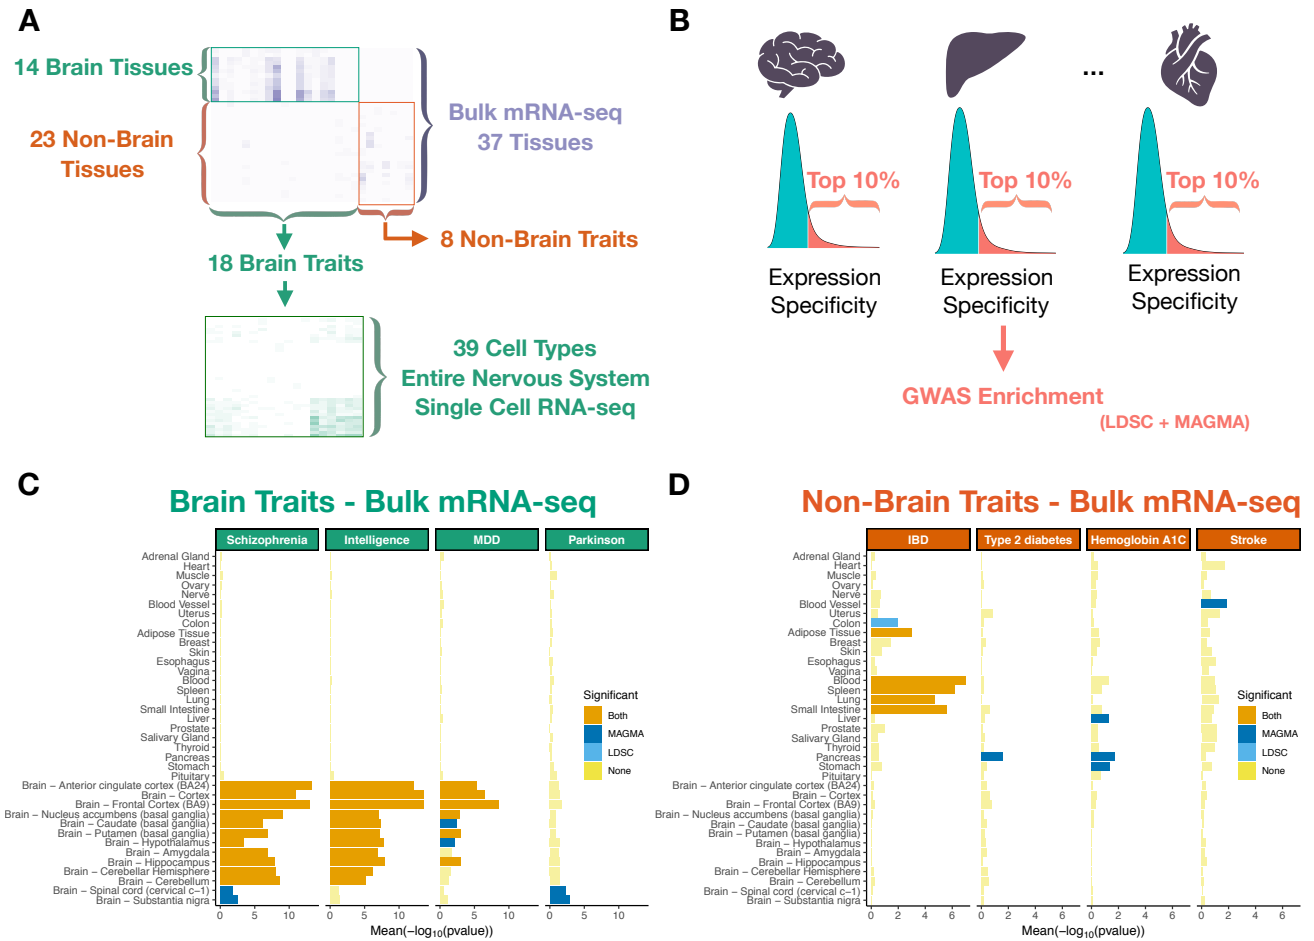 A
14 Brain Tissues
23 Non-Brain
Tissues
Bulk mRNA-seq
37 Tissues
8 Non-Brain Traits
18 Brain Traits
39 Cell Types
Entire Nervous System
Single Cell RNA-seq
B
...
Top 10%
Top 10%
Top 10%
Expression
Specificity
Expression
Specificity
Expression
Specificity
GWAS Enrichment
(LDSC + MAGMA)
C
Brain Traits - Bulk mRNA-seq
Schizophrenia
Intelligence
MDD
Parkinson
Adrenal Gland
Heart
Muscle
Ovary
Nerve
Blood Vessel
Uterus
Colon
Adipose Tissue
Breast
Skin
Esophagus
Vagina
Blood
Spleen
Lung
Small Intestine
Liver
Prostate
Salivary Gland
Thyroid
Pancreas
Stomach
Pituitary
Brain − Anterior cingulate cortex (BA24)
Brain − Cortex
Brain − Frontal Cortex (BA9)
Brain − Nucleus accumbens (basal ganglia)
Brain − Caudate (basal ganglia)
Brain − Putamen (basal ganglia)
Brain − Hypothalamus
Brain − Amygdala
Brain − Hippocampus
Brain − Cerebellar Hemisphere
Brain − Cerebellum
Brain − Spinal cord (cervical c−1)
Brain − Substantia nigra
0 5 10 0 5 10 0 5 10 0 5 10
Mean(−log10(pvalue))
Significant
Both
MAGMA
LDSC
None
D
Non-Brain Traits - Bulk mRNA-seq
IBD
Type 2 diabetes
Hemoglobin A1C
Stroke
Adrenal Gland
Heart
Muscle
Ovary
Nerve
Blood Vessel
Uterus
Colon
Adipose Tissue
Breast
Skin
Esophagus
Vagina
Blood
Spleen
Lung
Small Intestine
Liver
Prostate
Salivary Gland
Thyroid
Pancreas
Stomach
Pituitary
Brain − Anterior cingulate cortex (BA24)
Brain − Cortex
Brain − Frontal Cortex (BA9)
Brain − Nucleus accumbens (basal ganglia)
Brain − Caudate (basal ganglia)
Brain − Putamen (basal ganglia)
Brain − Hypothalamus
Brain − Amygdala
Brain − Hippocampus
Brain − Cerebellar Hemisphere
Brain − Cerebellum
Brain − Spinal cord (cervical c−1)
Brain − Substantia nigra
0 2 4 6 0 2 4 6 0 2 4 6 0 2 4 6
Mean(−log10(pvalue))
Significant
Both
MAGMA
LDSC
None